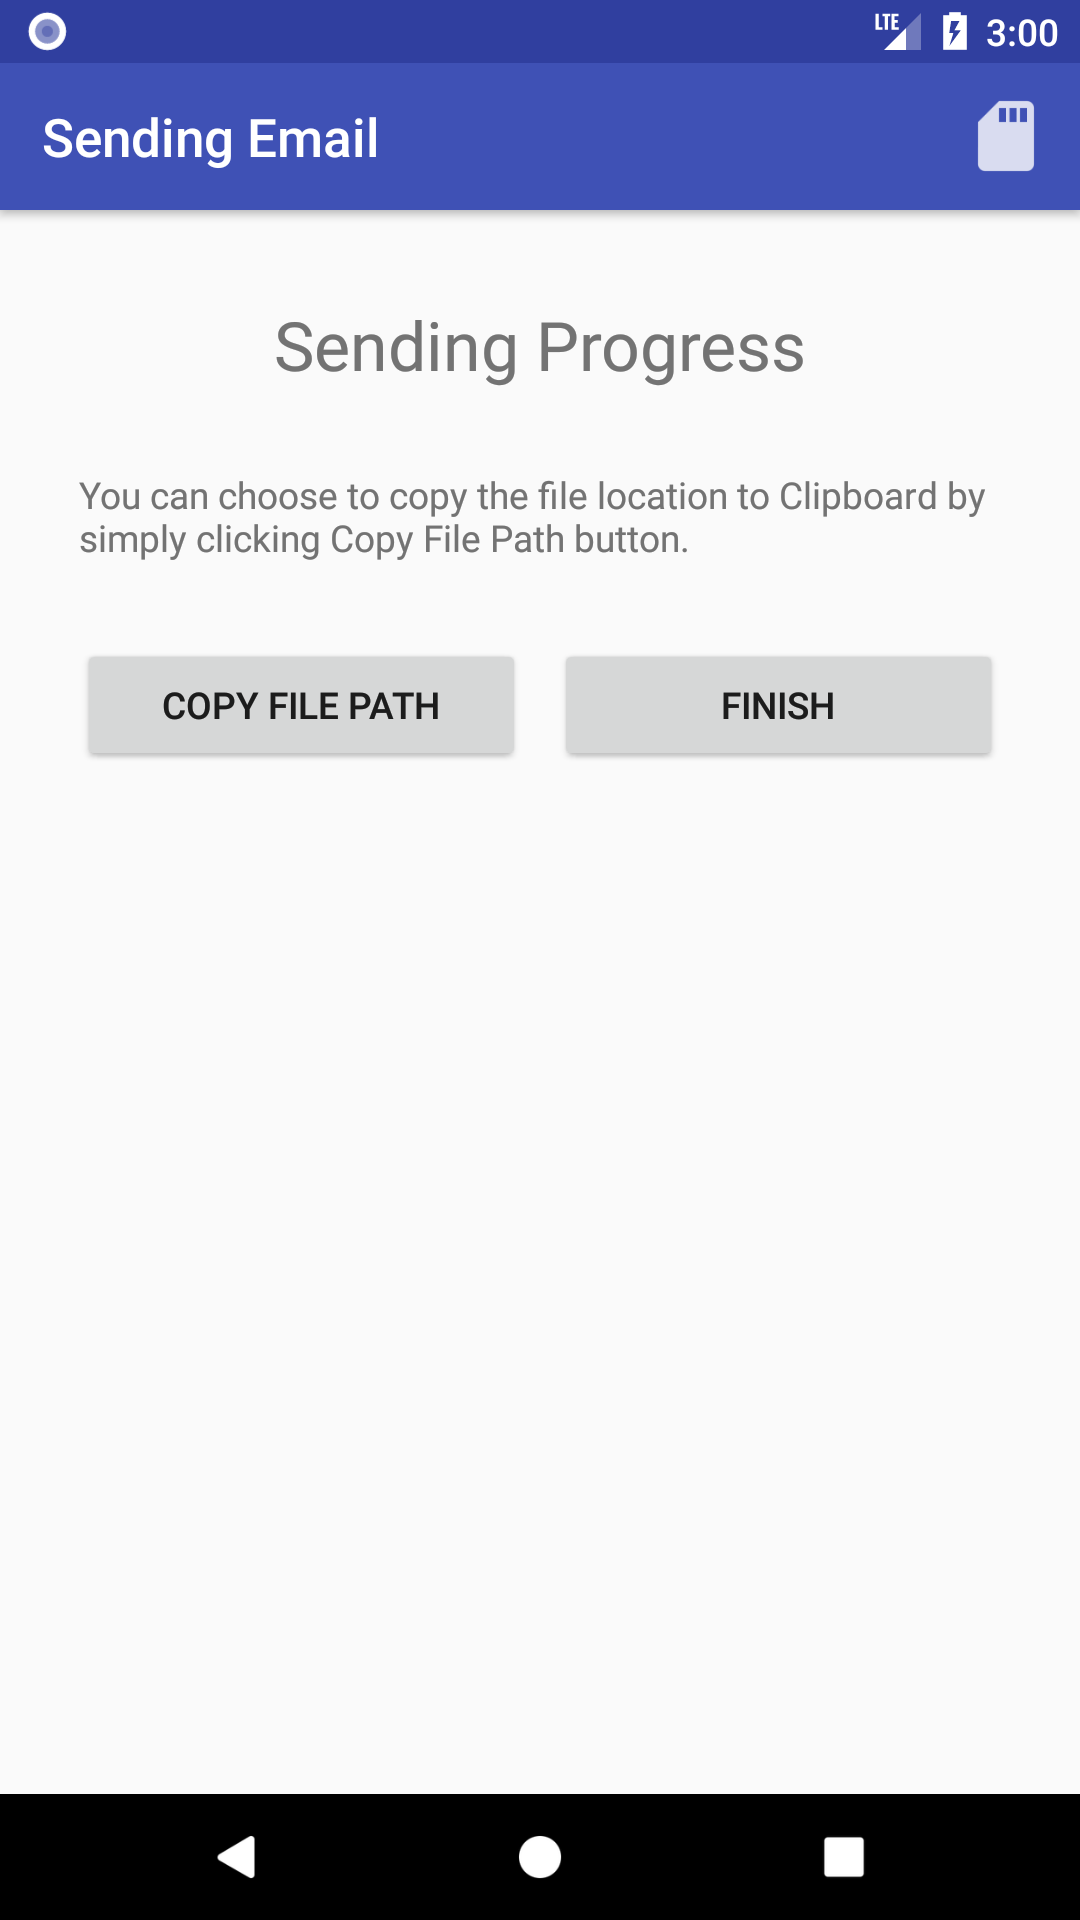 LTE 3:00
Sending Email
Sending Progress
You can choose to copy the file location to Clipboard by
simply clicking Copy File Path button.
COPY FILE PATH FINISH